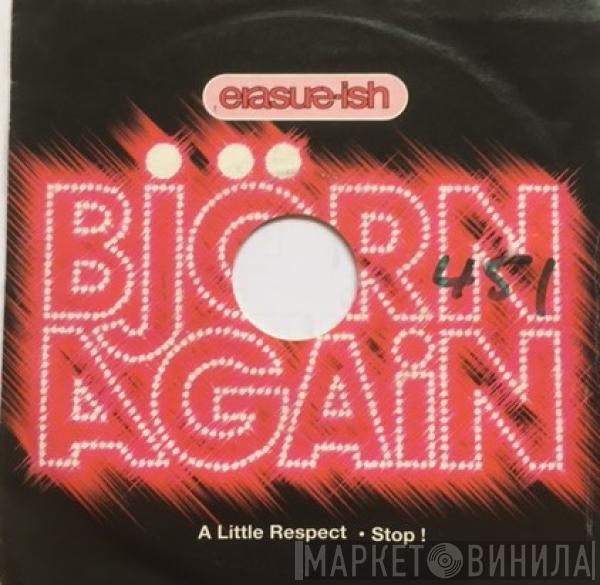 erasure-ish
BJÖRN
451
AGAiN
A Little Respect • Stop !
МАРКЕТ ВИНИЛА